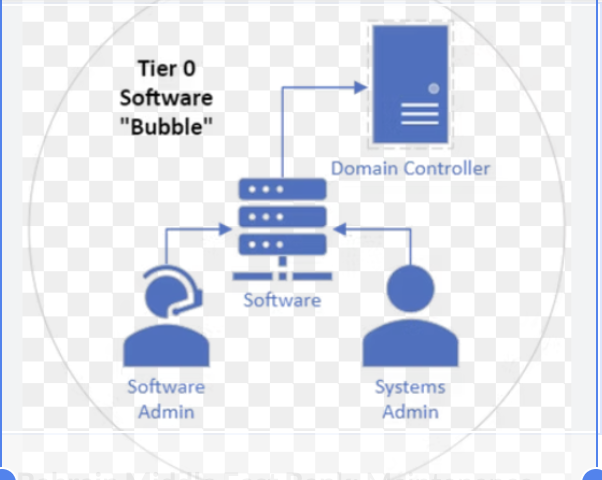 Tier 0
Software
"Bubble"
Domain Controller
Software
Software
Admin
Systems
Admin